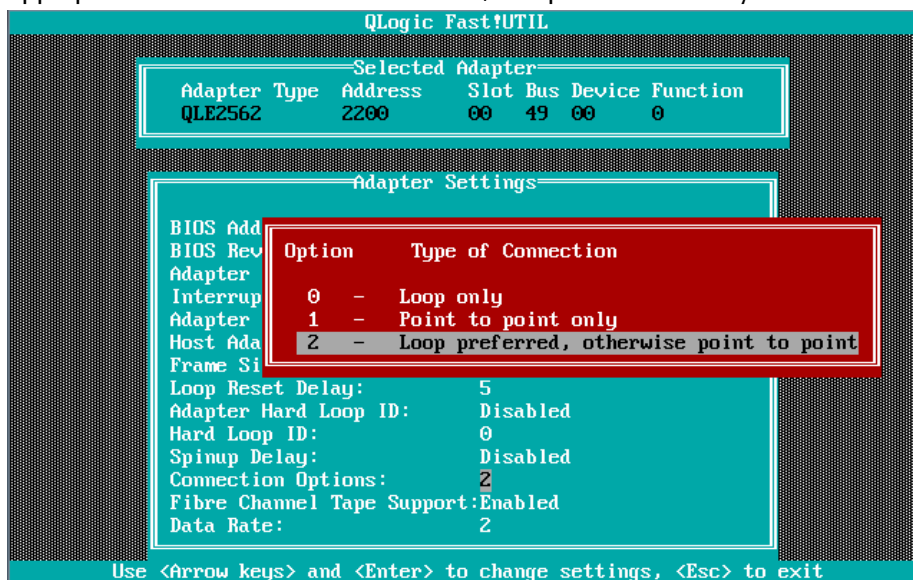 QLogic Fast!UTIL
Selected Adapter
Adapter Type Address Slot Bus Device Function
QLE2562 2200 00 49 00 0
Adapter Settings
BIOS Add
BIOS Rev
Adapter
Interrup
Adapter
Host Ada
Frame Si
Option Type of Connection
0 - Loop only
1 - Point to point only
2 - Loop preferred, otherwise point to point
Loop Reset Delay: 5
Adapter Hard Loop ID: Disabled
Hard Loop ID: 0
Spinup Delay: Disabled
Connection Options: 2
Fibre Channel Tape Support:Enabled
Data Rate: 2
Use <Arrow keys> and <Enter> to change settings, <Esc> to exit